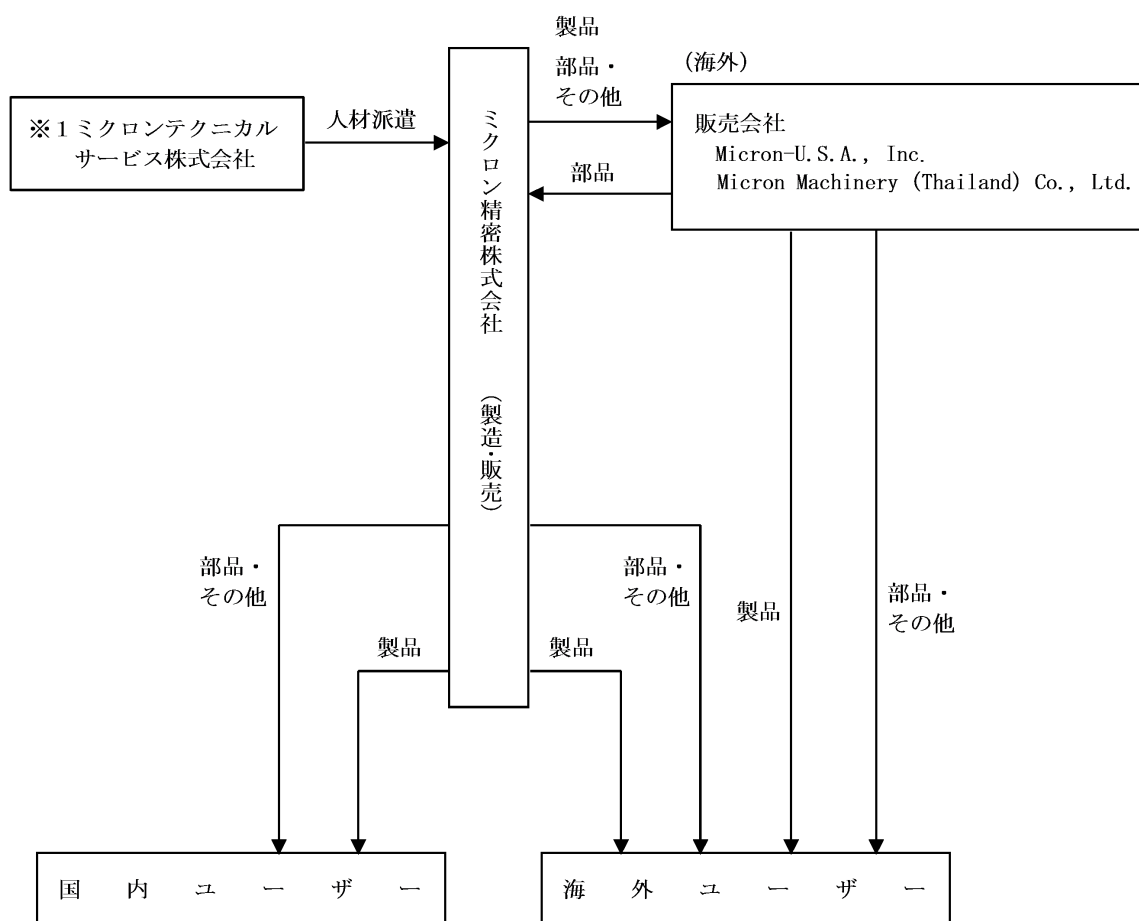 製品
部品・
その他
(海外)
※1ミクロンテクニカル
サービス株式会社
人材派遣
ミクロン精密株式会社 (製造・販売)
販売会社
Micron-U.S.A., Inc.
Micron Machinery (Thailand) Co., Ltd.
部品
部品・
その他
部品・
その他
部品・
その他
製品
製品
製品
国内ユーザー
海外ユーザー